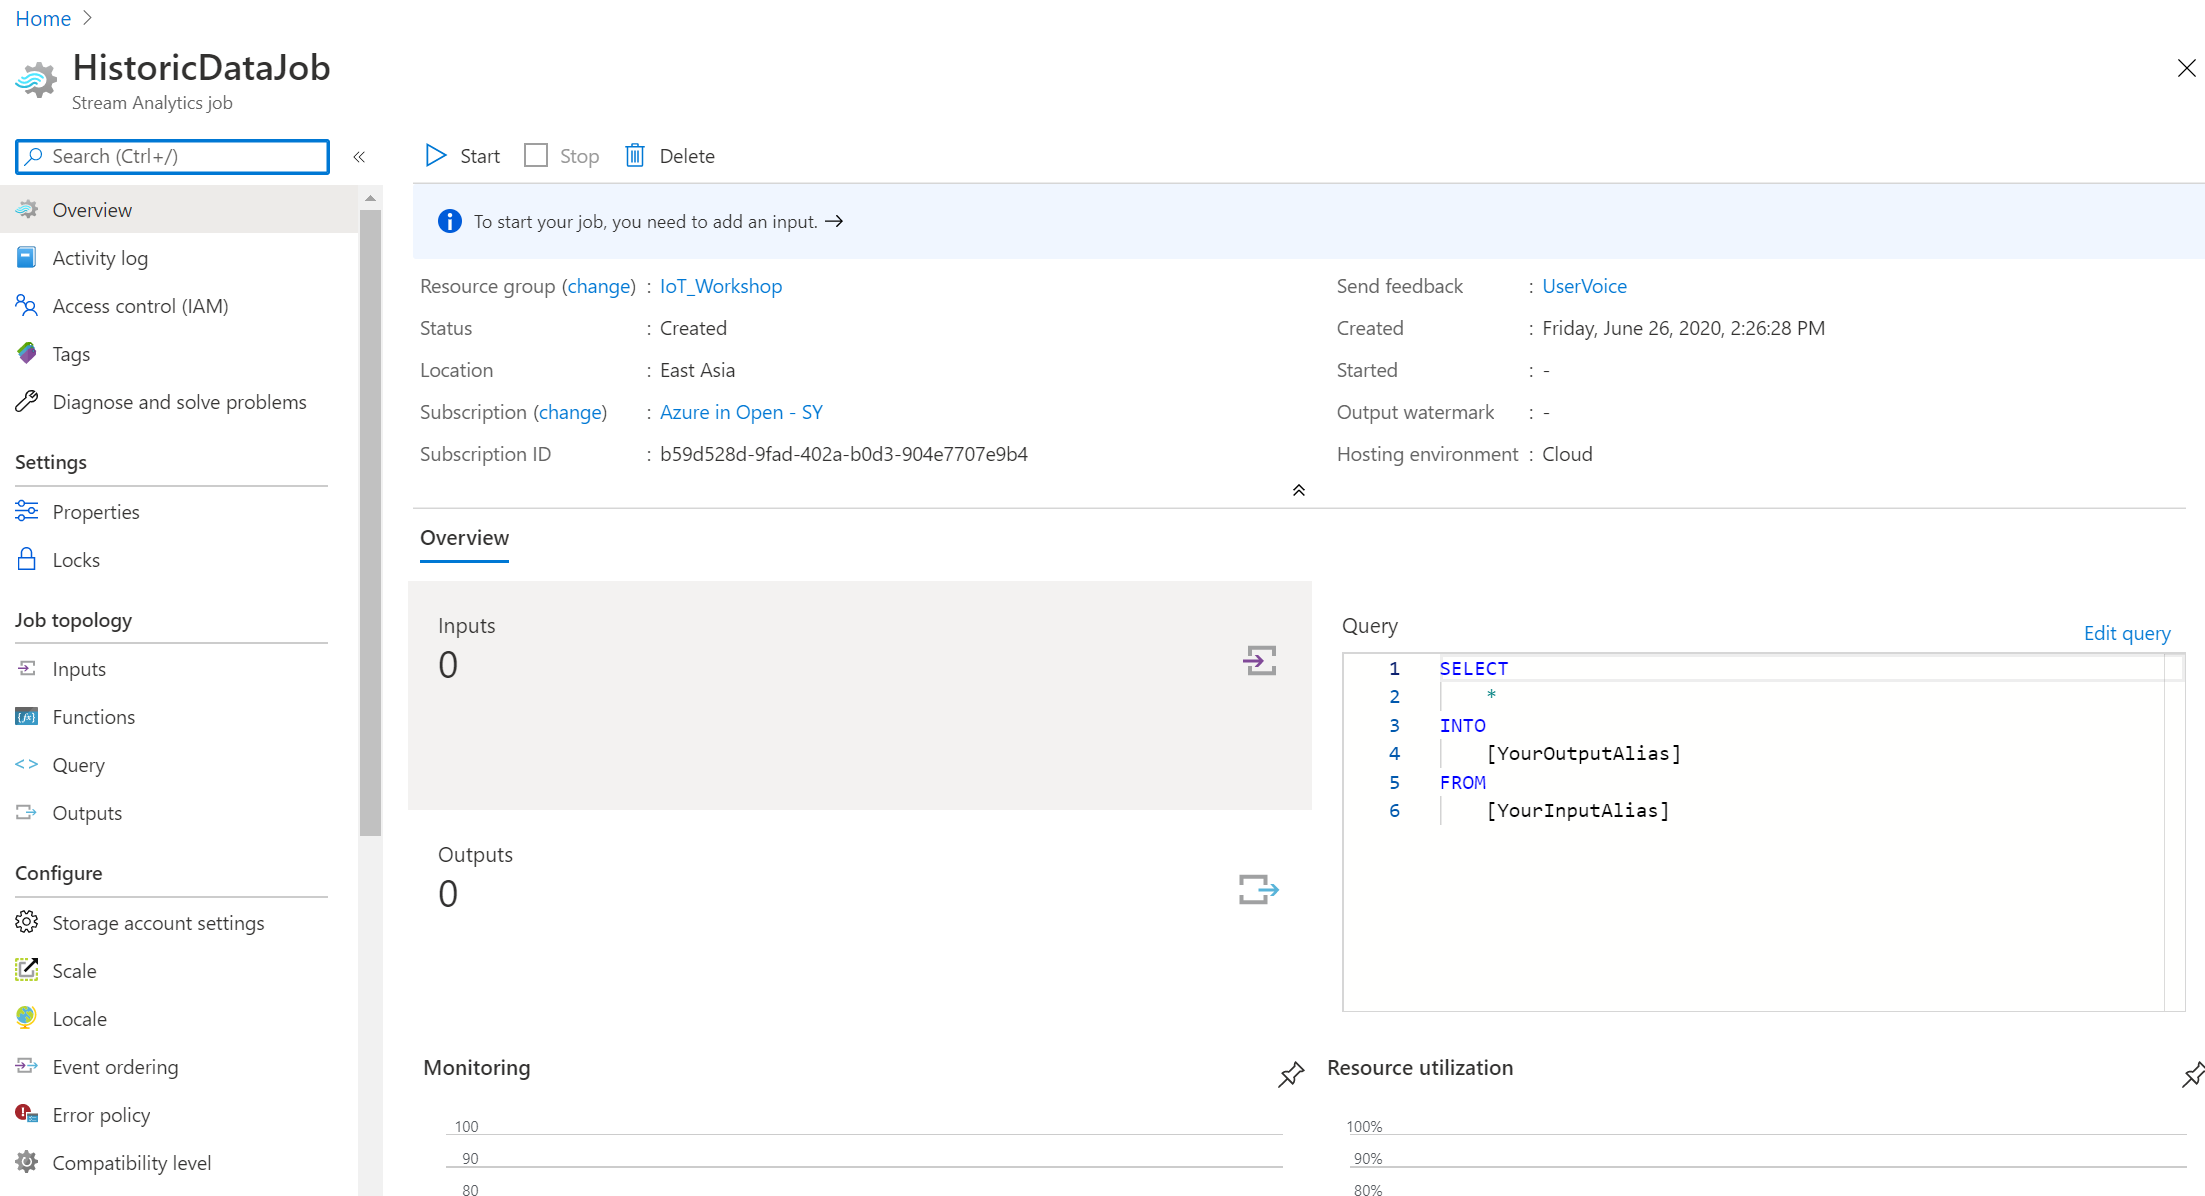 Home
HistoricDataJob
Stream Analytics job
Search (Ctrl+/)
«
Overview
Activity log
Access control (IAM)
Tags
Diagnose and solve problems
Settings
Properties
Locks
Job topology
Inputs
Functions
Query
Outputs
Configure
Storage account settings
Scale
Locale
Event ordering
Error policy
Compatibility level
Start Stop Delete
To start your job, you need to add an input. →
Resource group (change) : IoT_Workshop
Status : Created
Location : East Asia
Subscription (change) : Azure in Open - SY
Subscription ID : b59d528d-9fad-402a-b0d3-904e7707e9b4
Send feedback : UserVoice
Created : Friday, June 26, 2020, 2:26:28 PM
Started : -
Output watermark : -
Hosting environment : Cloud
Overview
Inputs
0
Outputs
0
Query
Edit query
1 SELECT
2 *
3 INTO
4 [YourOutputAlias]
5 FROM
6 [YourInputAlias]
Monitoring
100
90
80
Resource utilization
100%
90%
80%